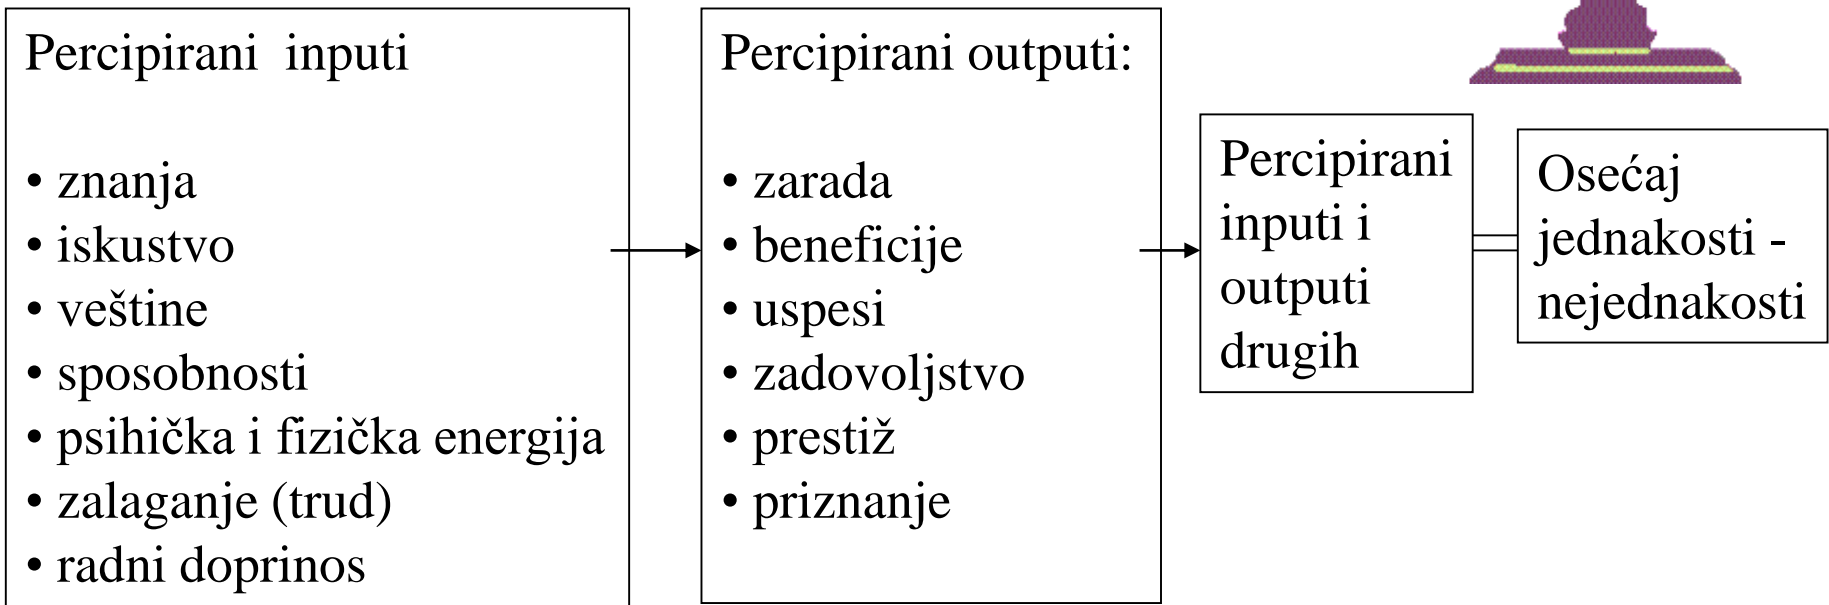 Percipirani inputi
• znanja
• iskustvo
• veštine
• sposobnosti
• psihička i fizička energija
• zalaganje (trud)
• radni doprinos
Percipirani outputi:
• zarada
• beneficije
• uspesi
• zadovoljstvo
• prestiž
• priznanje
Percipirani
inputi i
outputi
drugih
Osećaj
jednakosti -
nejednakosti